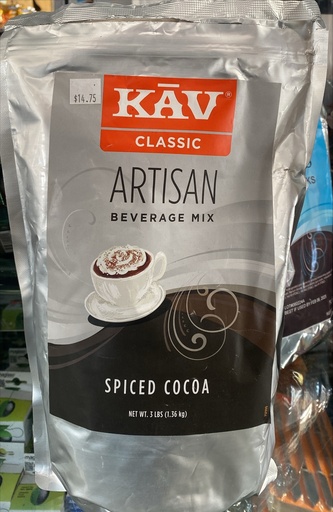 $14.75
KĀV®
CLASSIC
ARTISAN
BEVERAGE MIX
SPICED COCOA
NET WT. 3 LBS (1.36 kg)